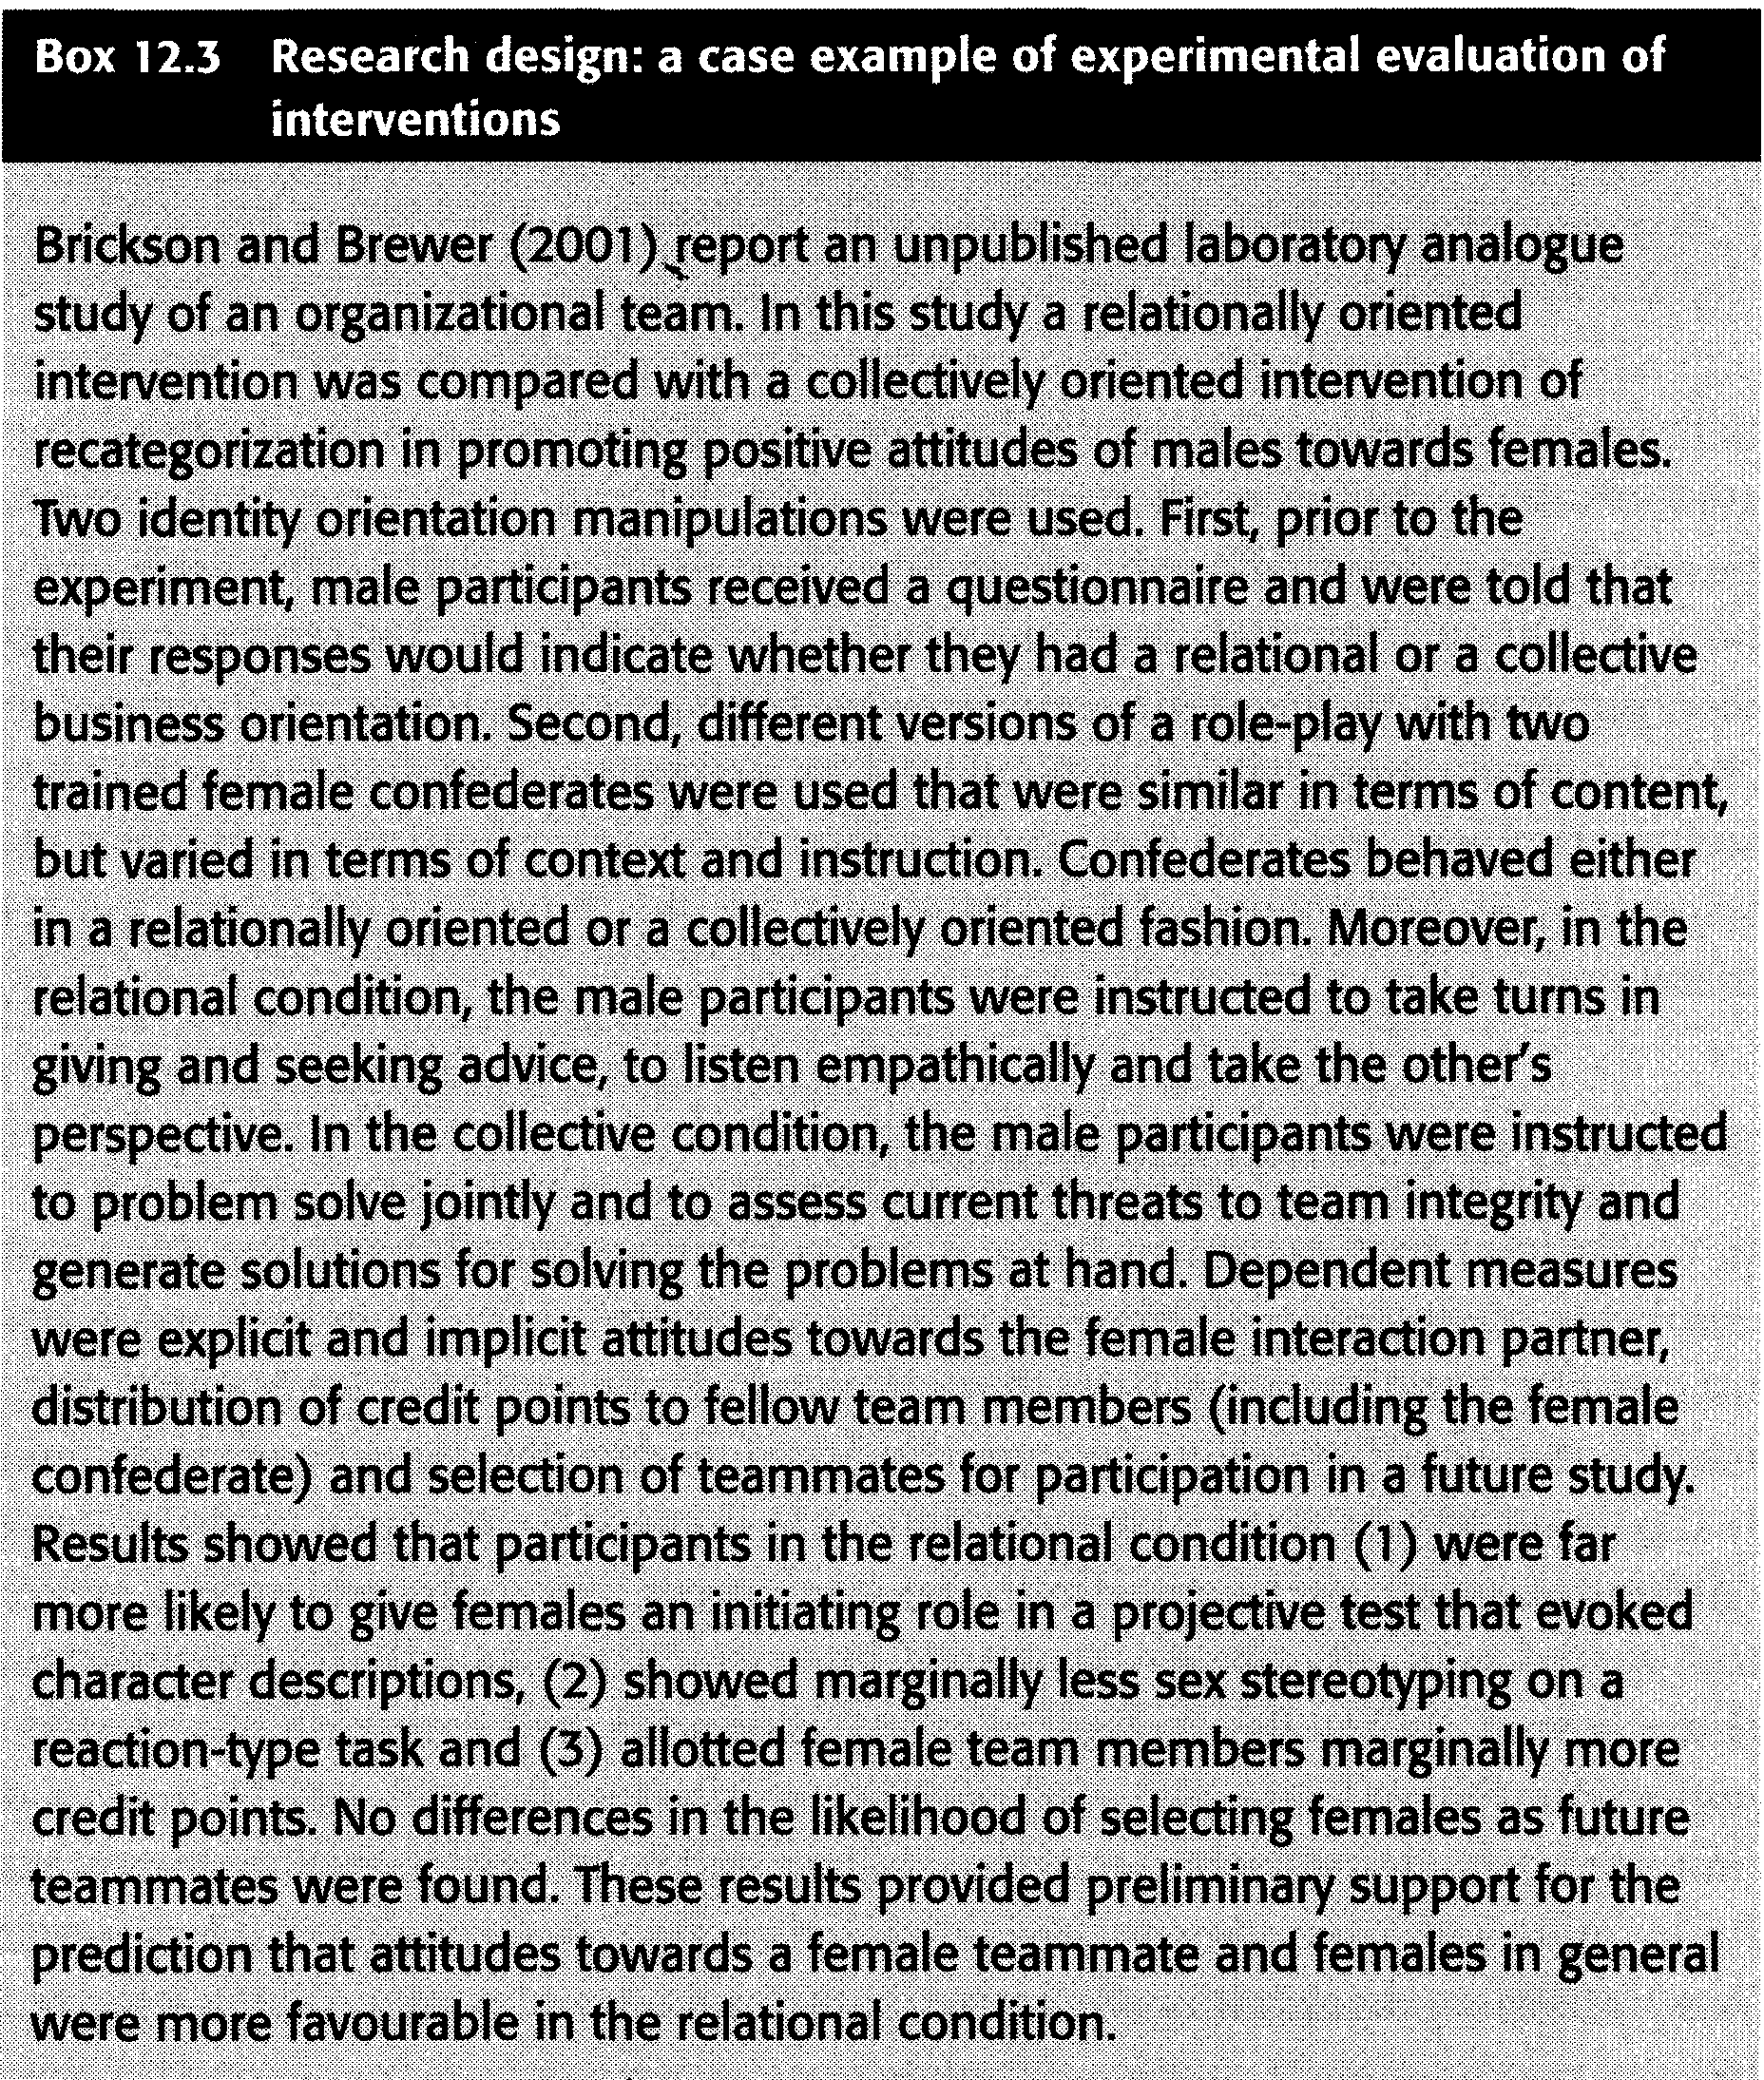 Box 12.3 Research design: a case example of experimental evaluation of
interventions
Brickson and Brewer (2001) report an unpublished laboratory analogue
study of an organizational team. In this study a relationally oriented
intervention was compared with a collectively oriented intervention of
recategorization in promoting positive attitudes of males towards females.
Two identity orientation manipulations were used. First, prior to the
experiment, male participants received a questionnaire and were told that
their responses would indicate whether they had a relational or a collective
business orientation. Second, different versions of a role-play with two
trained female confederates were used that were similar in terms of content,
but varied in terms of context and instruction. Confederates behaved either
in a relationally oriented or a collectively oriented fashion. Moreover, in the
relational condition, the male participants were instructed to take turns in
giving and seeking advice, to listen empathically and take the other's
perspective. In the collective condition, the male participants were instructed
to problem solve jointly and to assess current threats to team integrity and
generate solutions for solving the problems at hand. Dependent measures
were explicit and implicit attitudes towards the female interaction partner,
distribution of credit points to fellow team members (including the female
confederate) and selection of teammates for participation in a future study.
Results showed that participants in the relational condition (1) were far
more likely to give females an initiating role in a projective test that evoked
character descriptions, (2) showed marginally less sex stereotyping on a
reaction-type task and (3) allotted female team members marginally more
credit points. No differences in the likelihood of selecting females as future
teammates were found. These results provided preliminary support for the
prediction that attitudes towards a female teammate and females in general
were more favourable in the relational condition.